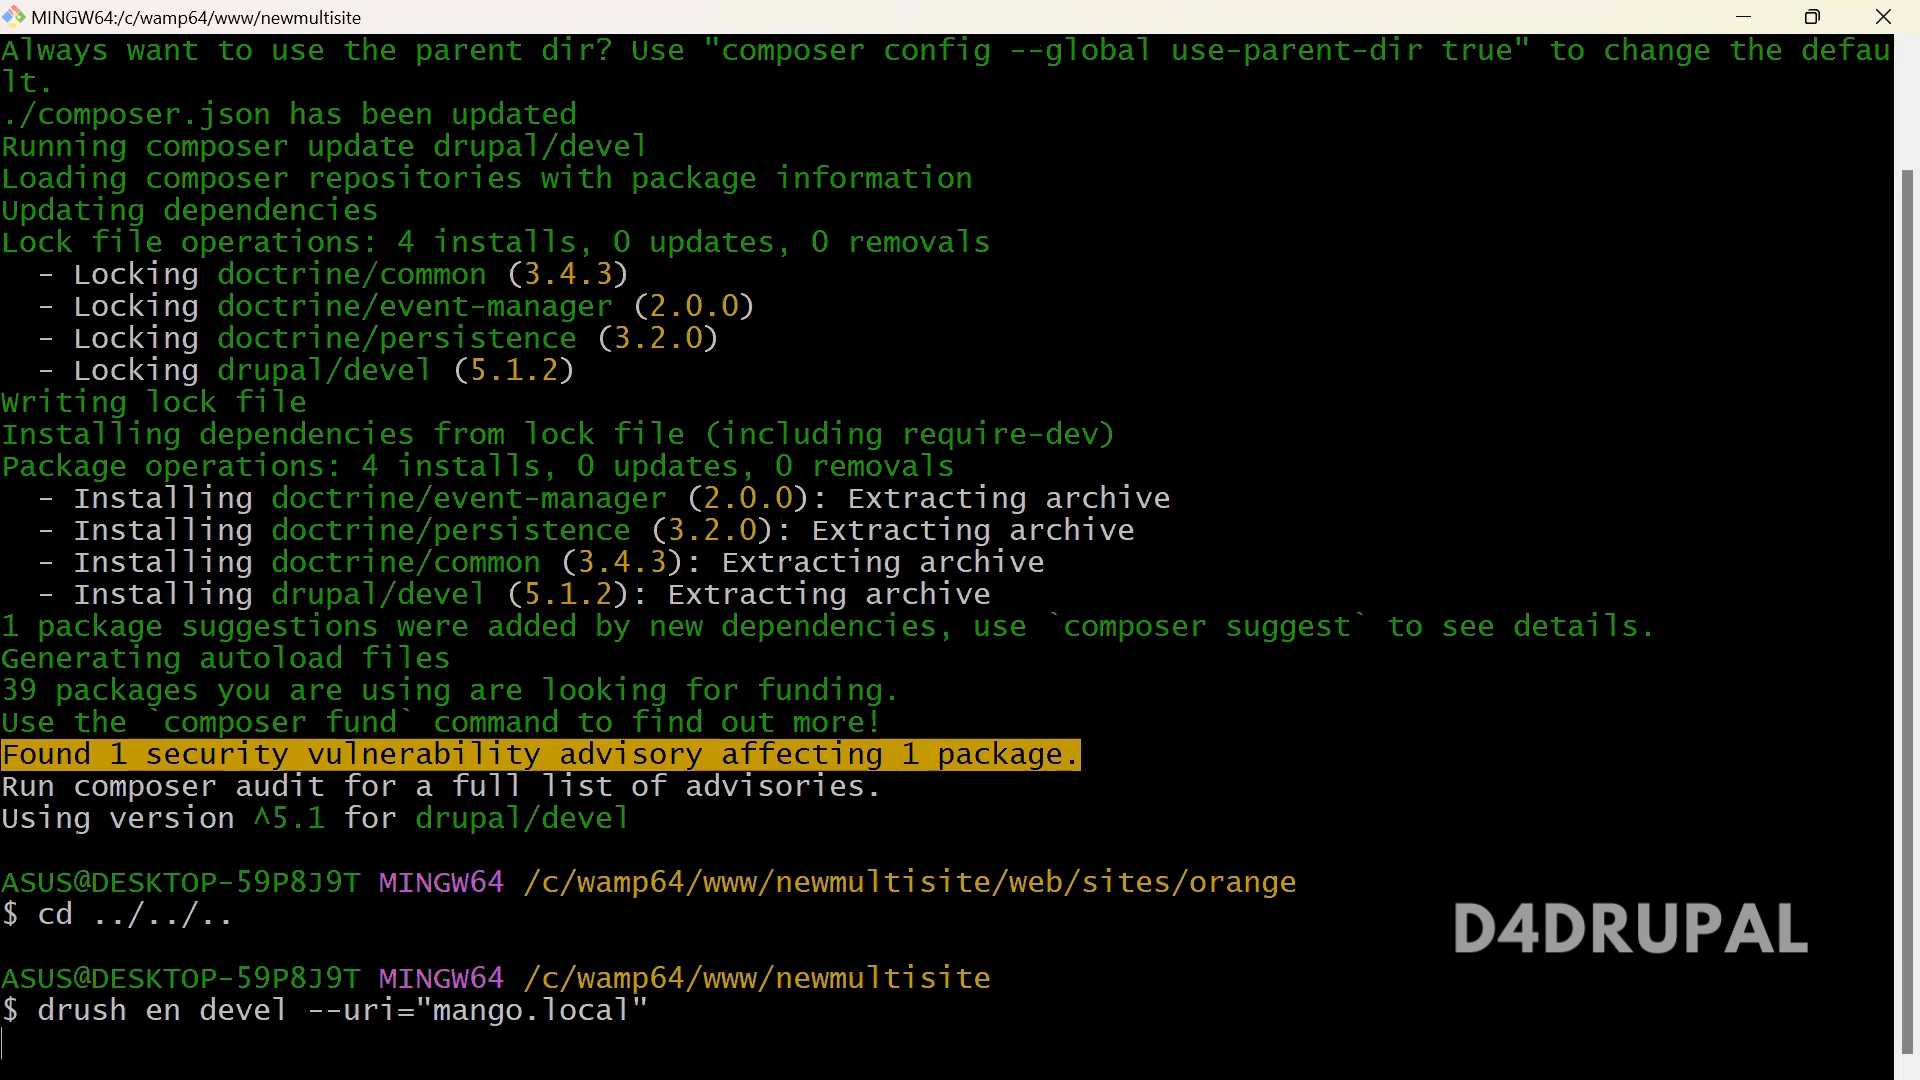 MINGW64:/c/wamp64/www/newmultisite
Always want to use the parent dir? Use "composer config --global use-parent-dir true" to change the defau
lt.
./composer.json has been updated
Running composer update drupal/devel
Loading composer repositories with package information
Updating dependencies
Lock file operations: 4 installs, 0 updates, 0 removals
  - Locking doctrine/common (3.4.3)
  - Locking doctrine/event-manager (2.0.0)
  - Locking doctrine/persistence (3.2.0)
  - Locking drupal/devel (5.1.2)
Writing lock file
Installing dependencies from lock file (including require-dev)
Package operations: 4 installs, 0 updates, 0 removals
  - Installing doctrine/event-manager (2.0.0): Extracting archive
  - Installing doctrine/persistence (3.2.0): Extracting archive
  - Installing doctrine/common (3.4.3): Extracting archive
  - Installing drupal/devel (5.1.2): Extracting archive
1 package suggestions were added by new dependencies, use `composer suggest` to see details.
Generating autoload files
39 packages you are using are looking for funding.
Use the `composer fund` command to find out more!
Found 1 security vulnerability advisory affecting 1 package.
Run composer audit for a full list of advisories.
Using version ^5.1 for drupal/devel
ASUS@DESKTOP-59P8J9T MINGW64 /c/wamp64/www/newmultisite/web/sites/orange
$ cd ../../..
D4DRUPAL
ASUS@DESKTOP-59P8J9T MINGW64 /c/wamp64/www/newmultisite
$ drush en devel --uri="mango.local"